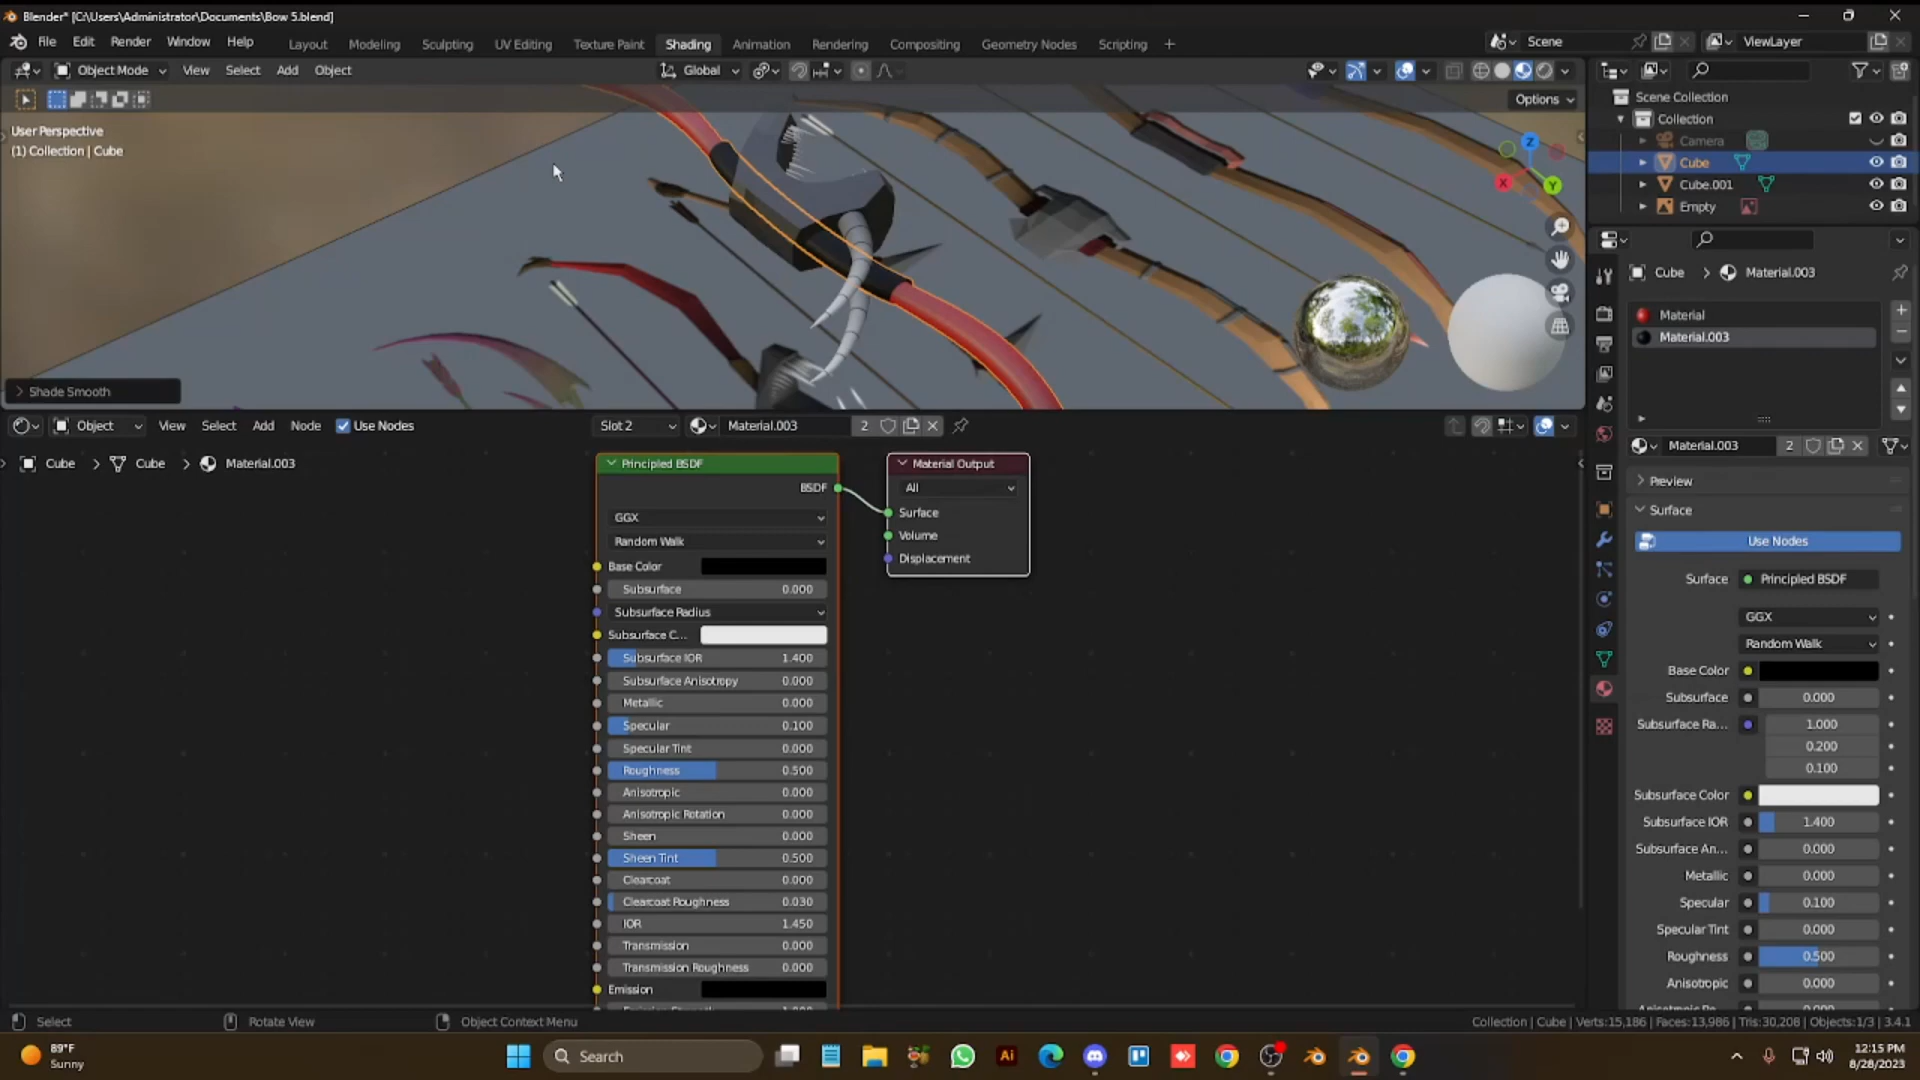 Blender* [C:\Users\Administrator\Documents\Bow 5.blend]
File Edit Render Window Help Layout Modeling Sculpting UV Editing Texture Paint Shading Animation Rendering Compositing Geometry Nodes Scripting + Scene ViewLayer
Object Mode View Select Add Object Global
Options
User Perspective
(1) Collection | Cube
Scene Collection
Collection
Camera
Cube
Cube.001
Empty
Z
X
Y
Cube > Material.003
Material
Material.003
> Shade Smooth
Object View Select Add Node Use Nodes Slot 2 Material.003 2
Material.003 2
Cube > Cube > Material.003
Principled BSDF
BSDF
GGX
Random Walk
Base Color
Subsurface 0.000
Subsurface Radius
Subsurface C...
Subsurface IOR 1.400
Subsurface Anisotropy 0.000
Metallic 0.000
Specular 0.100
Specular Tint 0.000
Roughness 0.500
Anisotropic 0.000
Anisotropic Rotation 0.000
Sheen 0.000
Sheen Tint 0.500
Clearcoat 0.000
Clearcoat Roughness 0.030
IOR 1.450
Transmission 0.000
Transmission Roughness 0.000
Emission
Material Output
All
Surface
Volume
Displacement
Preview
Surface
Use Nodes
Surface Principled BSDF
GGX
Random Walk
Base Color
Subsurface 0.000
Subsurface Ra... 1.000
0.200
0.100
Subsurface Color
Subsurface IOR 1.400
Subsurface An... 0.000
Metallic 0.000
Specular 0.100
Specular Tint 0.000
Roughness 0.500
Anisotropic 0.000
Select Rotate View Object Context Menu Collection | Cube | Verts:15,186 | Faces:13,986 | Tris:30,208 | Objects:1/3 | 3.4.1
89°F
Sunny
Search
Ai
12:15 PM
8/28/2023